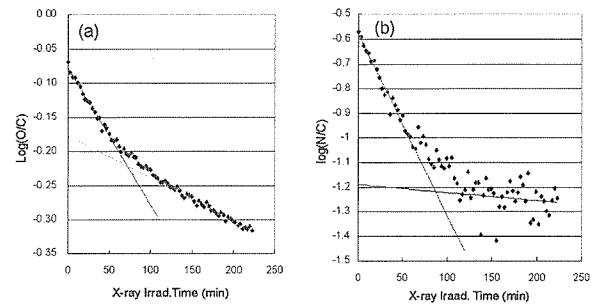 (a)
0.00
-0.05
-0.10
-0.15
-0.20
-0.25
-0.30
-0.35
Log(O/C)
0 50 100 150 200 250
X-ray Irrad.Time (min)
(b)
-0.5
-0.6
-0.7
-0.8
-0.9
-1
-1.1
-1.2
-1.3
-1.4
-1.5
log(N/C)
0 50 100 150 200 250
X-ray Iraad. Time (min)